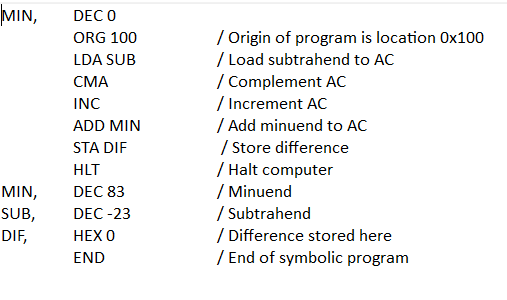 MIN, DEC 0
ORG 100 / Origin of program is location 0x100
LDA SUB / Load subtrahend to AC
CMA / Complement AC
INC / Increment AC
ADD MIN / Add minuend to AC
STA DIF / Store difference
HLT / Halt computer
MIN, DEC 83 / Minuend
SUB, DEC -23 / Subtrahend
DIF, HEX 0 / Difference stored here
END / End of symbolic program